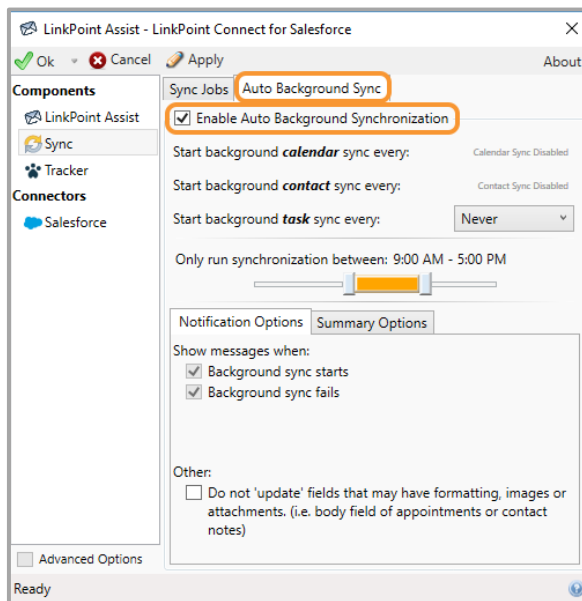 LinkPoint Assist - LinkPoint Connect for Salesforce
Ok Cancel Apply About
Components
LinkPoint Assist
Sync
Tracker
Connectors
Salesforce
Sync Jobs Auto Background Sync
Enable Auto Background Synchronization
Start background calendar sync every: Calendar Sync Disabled
Start background contact sync every: Contact Sync Disabled
Start background task sync every: Never
Only run synchronization between: 9:00 AM - 5:00 PM
Notification Options Summary Options
Show messages when:
Background sync starts
Background sync fails
Other:
Do not 'update' fields that may have formatting, images or
attachments. (i.e. body field of appointments or contact
notes)
Advanced Options
Ready